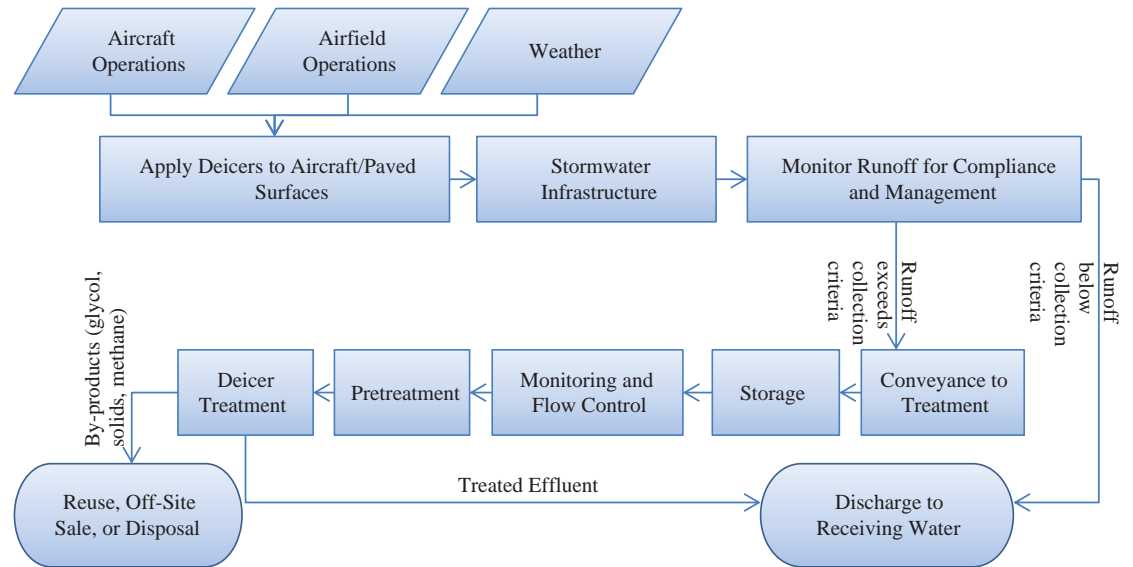 Aircraft
Operations
Airfield
Operations
Weather
Apply Deicers to Aircraft/Paved
Surfaces
Stormwater
Infrastructure
Monitor Runoff for Compliance
and Management
Runoff
exceeds
collection
criteria
Runoff
below
collection
criteria
By-products (glycol,
solids, methane)
Deicer
Treatment
Pretreatment
Monitoring and
Flow Control
Storage
Conveyance to
Treatment
Treated Effluent
Reuse, Off-Site
Sale, or Disposal
Discharge to
Receiving Water